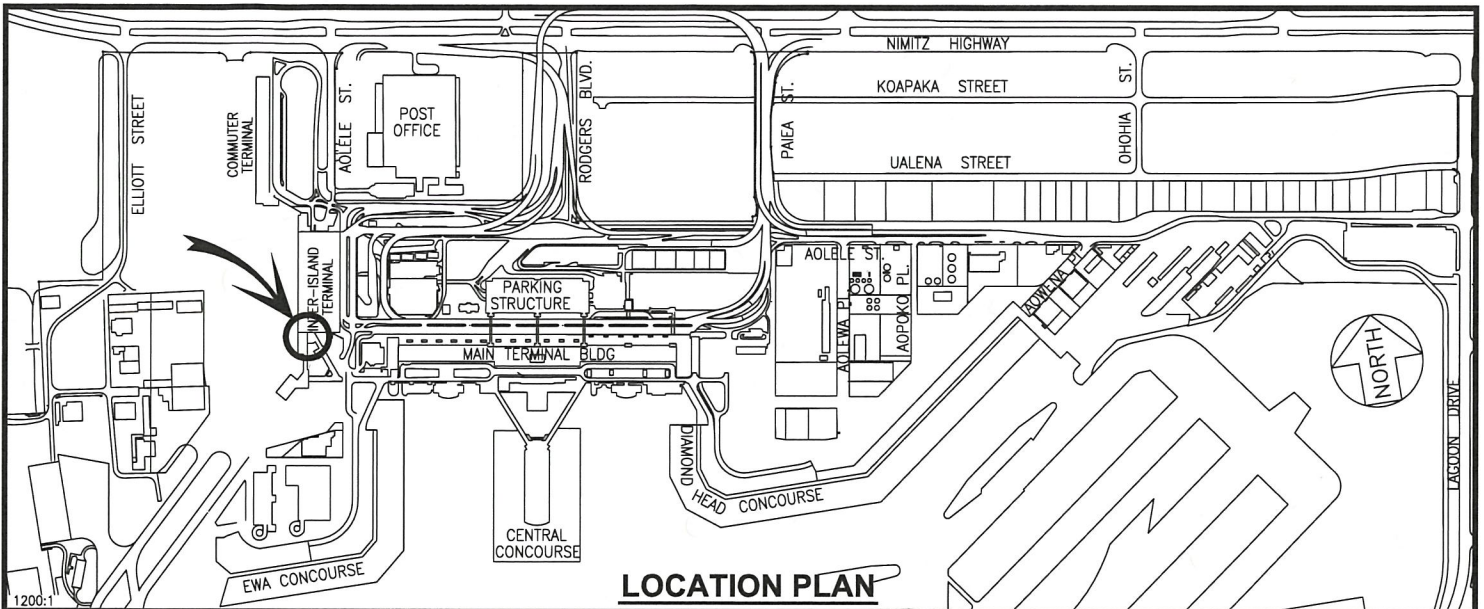 NIMITZ HIGHWAY
KOAPAKA STREET
UALENA STREET
ELLIOTT STREET
COMMUTER
TERMINAL
AOLELE ST.
POST
OFFICE
RODGERS BLVD.
PAIEA ST.
OHOHIA ST.
INTER-ISLAND
TERMINAL
PARKING
STRUCTURE
MAIN TERMINAL BLDG
AOLELE ST.
AOLEWA PL.
AOPOKO PL.
AOWENA PL.
NORTH
LAGOON DRIVE
DIAMOND
HEAD CONCOURSE
CENTRAL
CONCOURSE
EWA CONCOURSE
LOCATION PLAN
1200:1